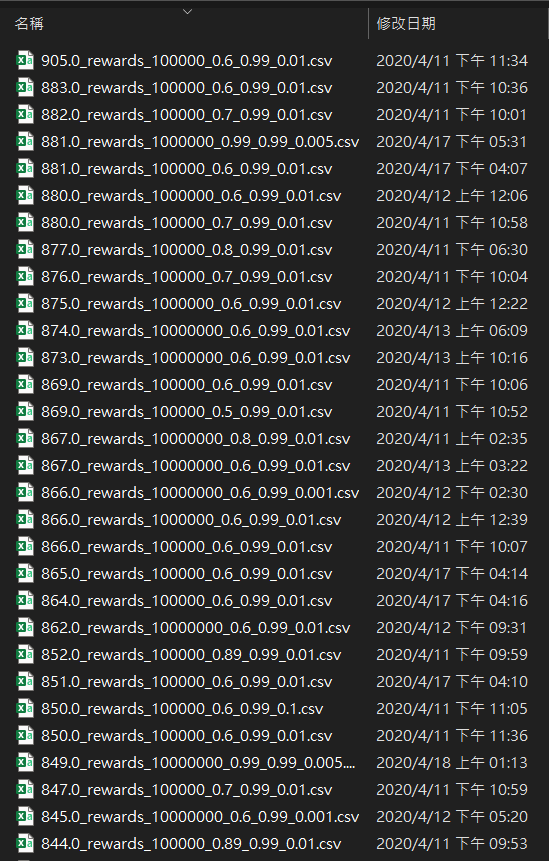 名稱 修改日期
905.0_rewards_100000_0.6_0.99_0.01.csv 2020/4/11 下午 11:34
883.0_rewards_100000_0.6_0.99_0.01.csv 2020/4/11 下午 10:36
882.0_rewards_100000_0.7_0.99_0.01.csv 2020/4/11 下午 10:01
881.0_rewards_1000000_0.99_0.99_0.005.csv 2020/4/17 下午 05:31
881.0_rewards_100000_0.6_0.99_0.01.csv 2020/4/17 下午 04:07
880.0_rewards_1000000_0.6_0.99_0.01.csv 2020/4/12 上午 12:06
880.0_rewards_100000_0.7_0.99_0.01.csv 2020/4/11 下午 10:58
877.0_rewards_100000_0.8_0.99_0.01.csv 2020/4/11 下午 06:30
876.0_rewards_100000_0.7_0.99_0.01.csv 2020/4/11 下午 10:04
875.0_rewards_1000000_0.6_0.99_0.01.csv 2020/4/12 上午 12:22
874.0_rewards_10000000_0.6_0.99_0.01.csv 2020/4/13 上午 06:09
873.0_rewards_10000000_0.6_0.99_0.01.csv 2020/4/13 上午 10:16
869.0_rewards_100000_0.6_0.99_0.01.csv 2020/4/11 下午 10:06
869.0_rewards_100000_0.5_0.99_0.01.csv 2020/4/11 下午 10:52
867.0_rewards_10000000_0.8_0.99_0.01.csv 2020/4/11 上午 02:35
867.0_rewards_10000000_0.6_0.99_0.01.csv 2020/4/13 上午 03:22
866.0_rewards_10000000_0.6_0.99_0.001.csv 2020/4/12 下午 02:30
866.0_rewards_1000000_0.6_0.99_0.01.csv 2020/4/12 上午 12:39
866.0_rewards_100000_0.6_0.99_0.01.csv 2020/4/11 下午 10:07
865.0_rewards_100000_0.6_0.99_0.01.csv 2020/4/17 下午 04:14
864.0_rewards_100000_0.6_0.99_0.01.csv 2020/4/17 下午 04:16
862.0_rewards_10000000_0.6_0.99_0.01.csv 2020/4/12 下午 09:31
852.0_rewards_100000_0.89_0.99_0.01.csv 2020/4/11 下午 09:59
851.0_rewards_100000_0.6_0.99_0.01.csv 2020/4/17 下午 04:10
850.0_rewards_100000_0.6_0.99_0.1.csv 2020/4/11 下午 11:05
850.0_rewards_100000_0.6_0.99_0.01.csv 2020/4/11 下午 11:36
849.0_rewards_10000000_0.99_0.99_0.005.... 2020/4/18 上午 01:13
847.0_rewards_100000_0.7_0.99_0.01.csv 2020/4/11 下午 10:59
845.0_rewards_10000000_0.6_0.99_0.001.csv 2020/4/12 下午 05:20
844.0_rewards_100000_0.89_0.99_0.01.csv 2020/4/11 下午 09:53